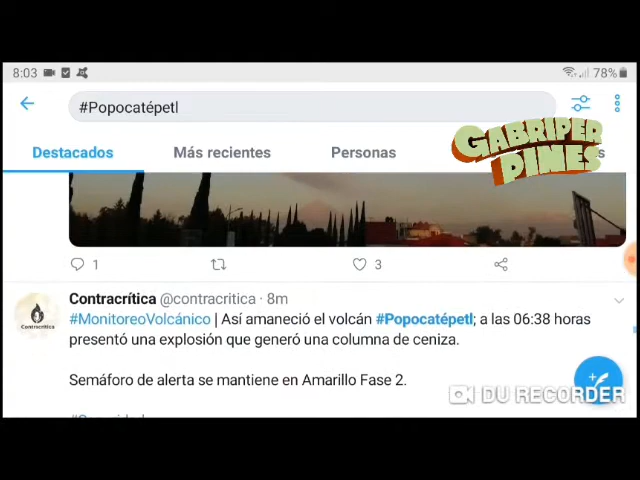 8:03 78%
#Popocatépetl
Destacados Más recientes Personas
GABRIPER
PINES
1 3
Contracrítica @contracritica · 8m
#MonitoreoVolcánico | Así amaneció el volcán #Popocatépetl; a las 06:38 horas
presentó una explosión que generó una columna de ceniza.
Semáforo de alerta se mantiene en Amarillo Fase 2.
DU RECORDER
Contracrítica